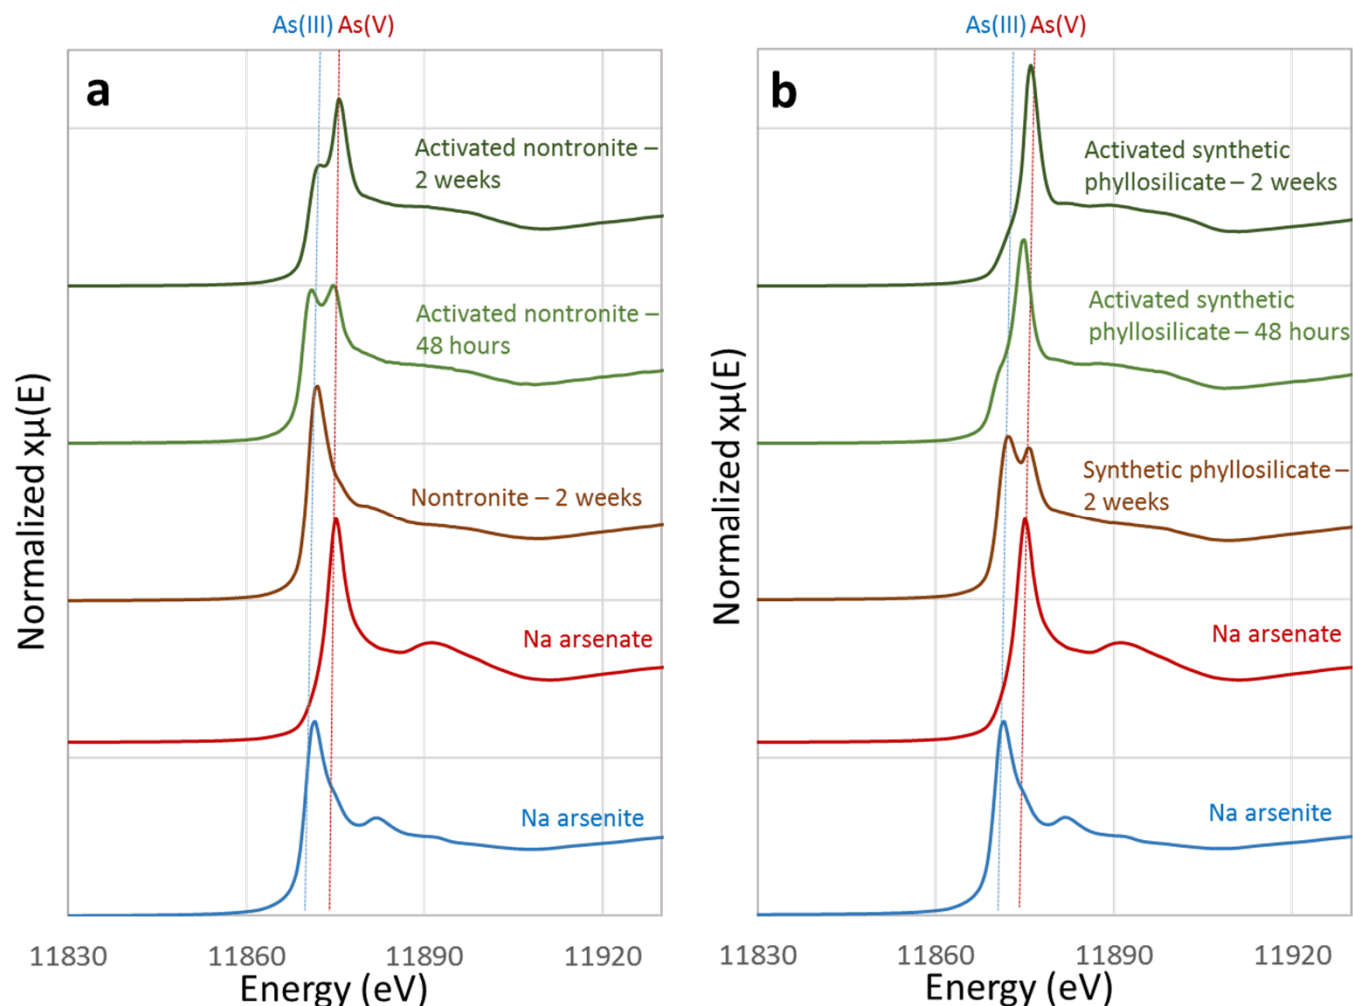 As(III) As(V)
a
Activated nontronite –
2 weeks
Activated nontronite –
48 hours
Nontronite – 2 weeks
Na arsenate
Na arsenite
Normalized xμ(E)
11830 11860 11890 11920
Energy (eV)
As(III) As(V)
b
Activated synthetic
phyllosilicate – 2 weeks
Activated synthetic
phyllosilicate – 48 hours
Synthetic phyllosilicate –
2 weeks
Na arsenate
Na arsenite
Normalized xμ(E)
11830 11860 11890 11920
Energy (eV)